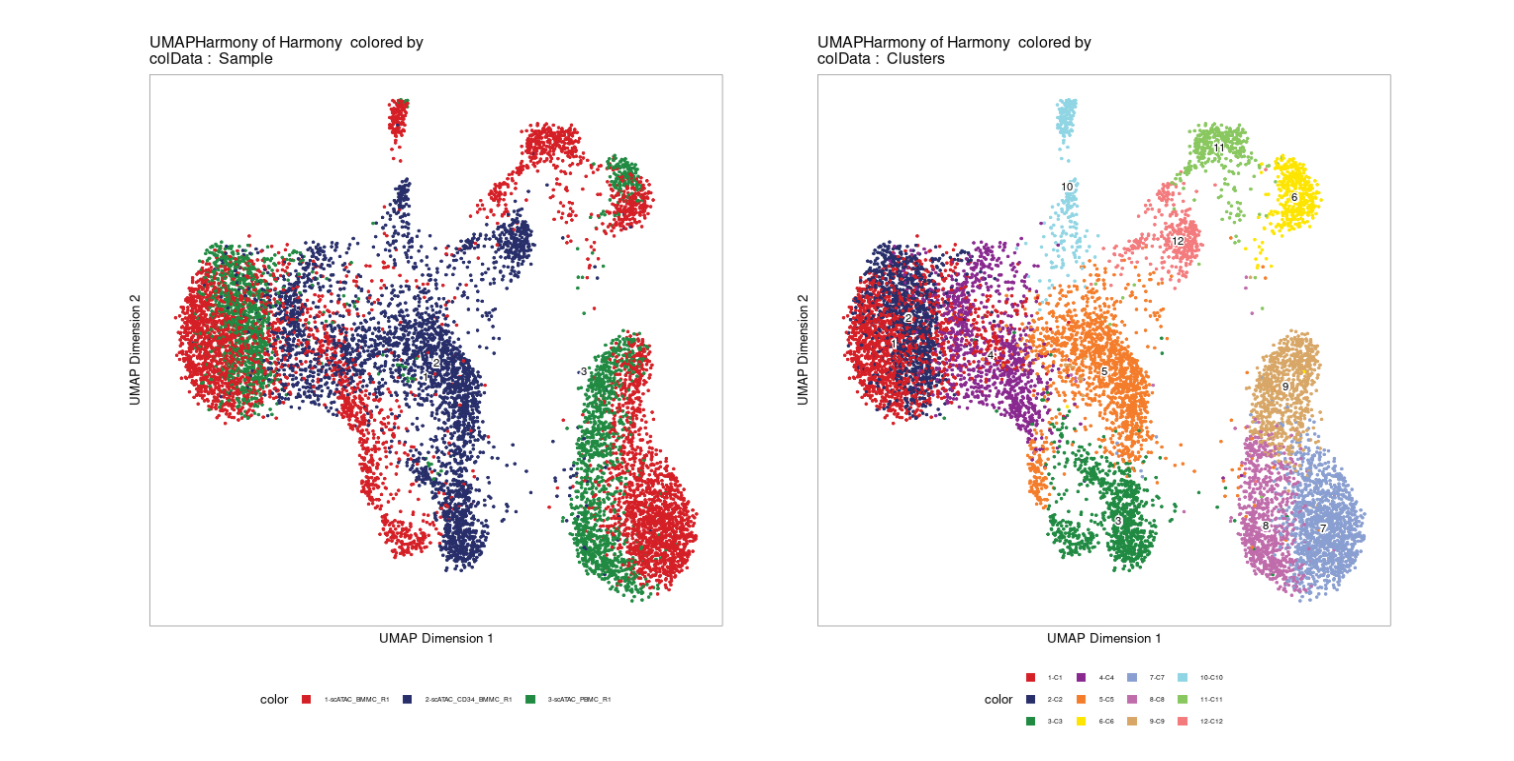 UMAPHarmony of Harmony colored by
colData : Sample
UMAP Dimension 2
2
3
UMAP Dimension 1
color 1-scATAC_BMMC_R1 2-scATAC_CD34_BMMC_R1 3-scATAC_PBMC_R1
UMAPHarmony of Harmony colored by
colData : Clusters
UMAP Dimension 2
11
10
6
12
2
1
4
5
9
3
8
7
UMAP Dimension 1
color
1-C1 4-C4 7-C7 10-C10
2-C2 5-C5 8-C8 11-C11
3-C3 6-C6 9-C9 12-C12